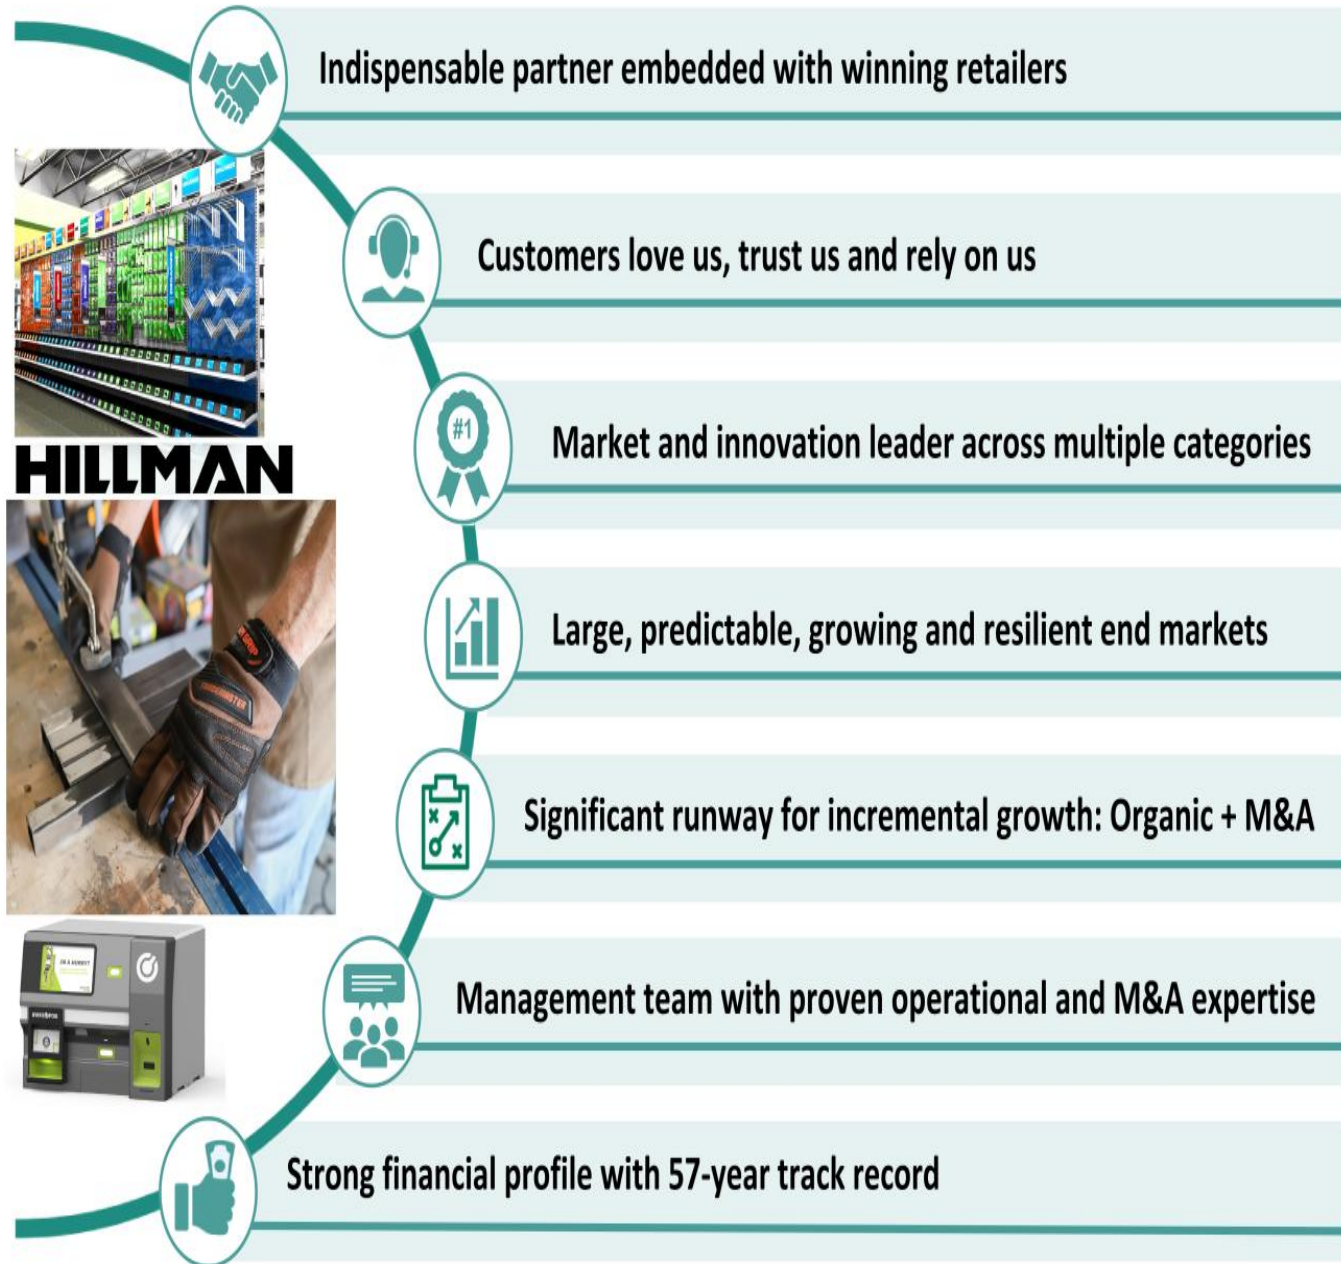 Indispensable partner embedded with winning retailers
Customers love us, trust us and rely on us
#1
Market and innovation leader across multiple categories
HILLMAN
Large, predictable, growing and resilient end markets
Significant runway for incremental growth: Organic + M&A
Management team with proven operational and M&A expertise
Strong financial profile with 57-year track record